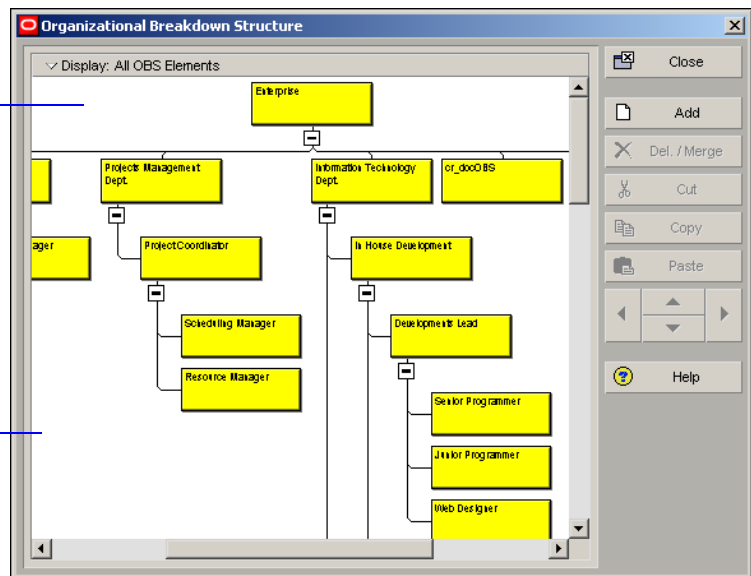 Organizational Breakdown Structure
Display: All OBS Elements
Close
Add
Del. / Merge
Cut
Copy
Paste
Help
Enterprise
Projects Management
Dept.
Information Technology
Dept.
cr_docOBS
ager
Project Coordinator
In House Development
Scheduling Manager
Developments Lead
Resource Manager
Senior Programmer
Junior Programmer
Web Designer